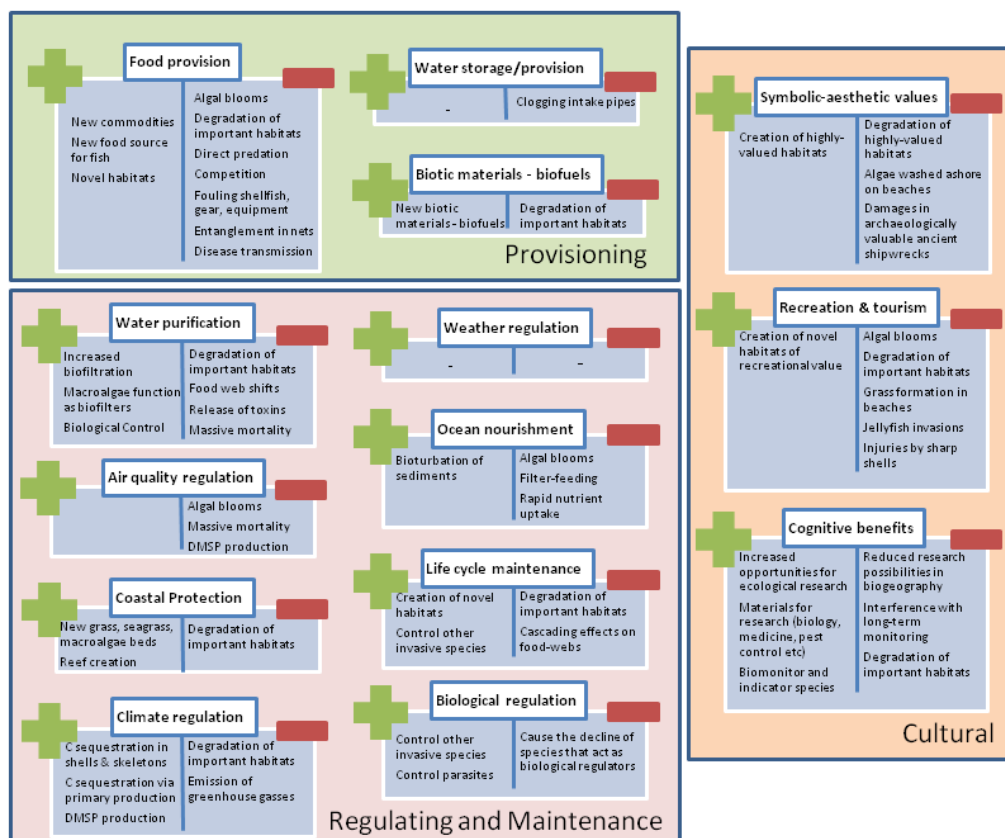 Food provision
New commodities
New food source
for fish
Novel habitats
Algal blooms
Degradation of
important habitats
Direct predation
Competition
Fouling shellfish,
gear, equipment
Entanglement in nets
Disease transmission
Water storage/provision
-
Clogging intake pipes
Biotic materials - biofuels
New biotic
materials - biofuels
Degradation of
important habitats
Provisioning
Water purification
Increased
biofiltration
Macroalgae function
as biofilters
Biological Control
Degradation of
important habitats
Food web shifts
Release of toxins
Massive mortality
Air quality regulation
Algal blooms
Massive mortality
DMSP production
Coastal Protection
New grass, seagrass,
macroalgae beds
Reef creation
Degradation of
important habitats
Climate regulation
C sequestration in
shells & skeletons
C sequestration via
primary production
DMSP production
Degradation of
important habitats
Emission of
greenhouse gasses
Weather regulation
-
-
Ocean nourishment
Bioturbation of
sediments
Algal blooms
Filter-feeding
Rapid nutrient
uptake
Life cycle maintenance
Creation of novel
habitats
Control other
invasive species
Degradation of
important habitats
Cascading effects on
food-webs
Biological regulation
Control other
invasive species
Control parasites
Cause the decline of
species that act as
biological regulators
Regulating and Maintenance
Symbolic-aesthetic values
Creation of highly-
valued habitats
Degradation of
highly-valued
habitats
Algae washed ashore
on beaches
Damages in
archaeologically
valuable ancient
shipwrecks
Recreation & tourism
Creation of novel
habitats of
recreational value
Algal blooms
Degradation of
important habitats
Grass formation in
beaches
Jellyfish invasions
Injuries by sharp
shells
Cognitive benefits
Increased
opportunities for
ecological research
Materials for
research (biology,
medicine, pest
control etc)
Biomonitor and
indicator species
Reduced research
possibilities in
biogeography
Interference with
long-term
monitoring
Degradation of
important habitats
Cultural